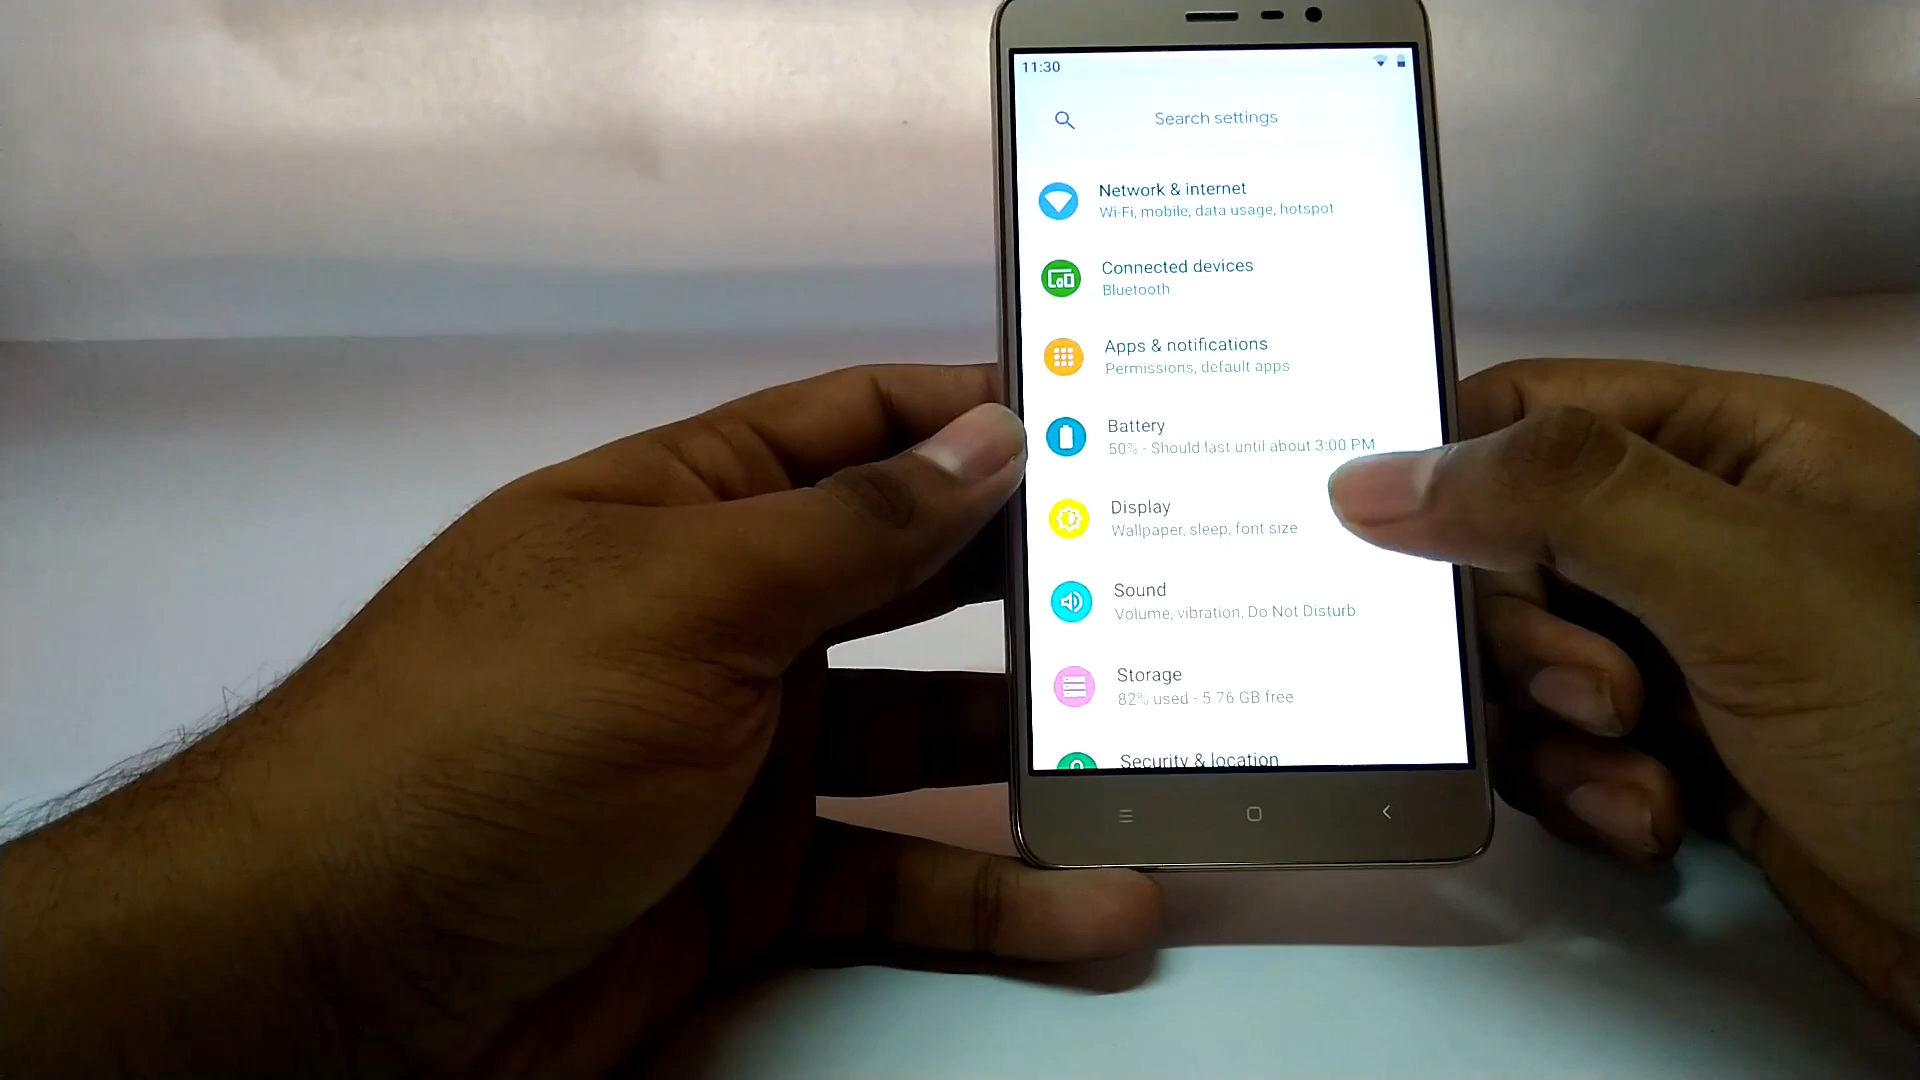 11:30
Search settings
Network & internet
Wi-Fi, mobile, data usage, hotspot
Connected devices
Bluetooth
Apps & notifications
Permissions, default apps
Battery
50% - Should last until about 3:00 PM
Display
Wallpaper, sleep, font size
Sound
Volume, vibration, Do Not Disturb
Storage
82% used - 5.76 GB free
Security & location